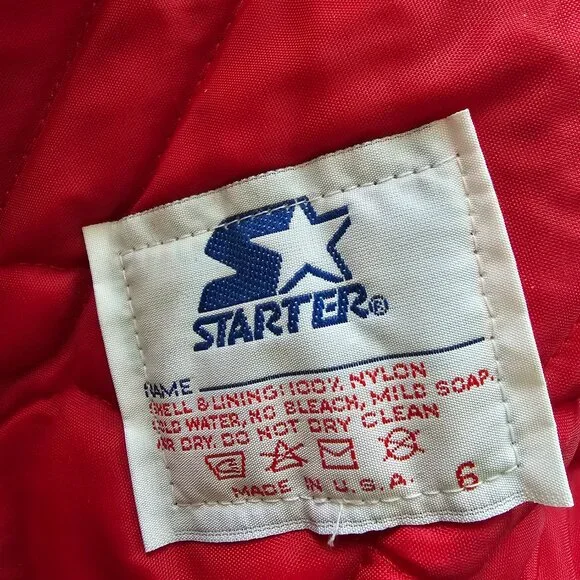 STARTER®
NAME
SHELL & LINING:100% NYLON
COLD WATER, NO BLEACH, MILD SOAP.
AIR DRY. DO NOT DRY CLEAN
MADE IN U.S.A. 6